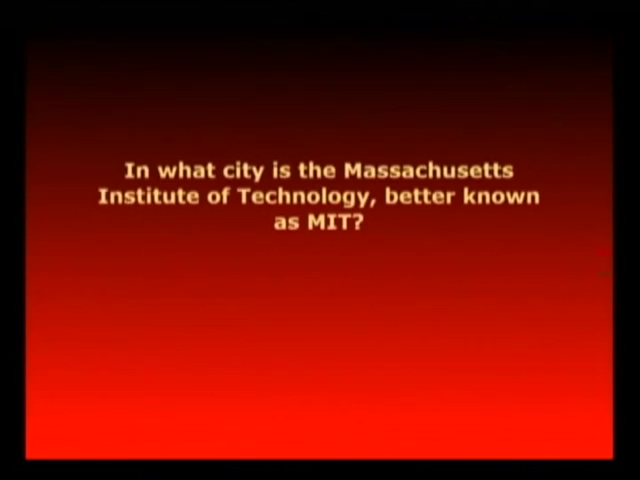 In what city is the Massachusetts
Institute of Technology, better known
as MIT?